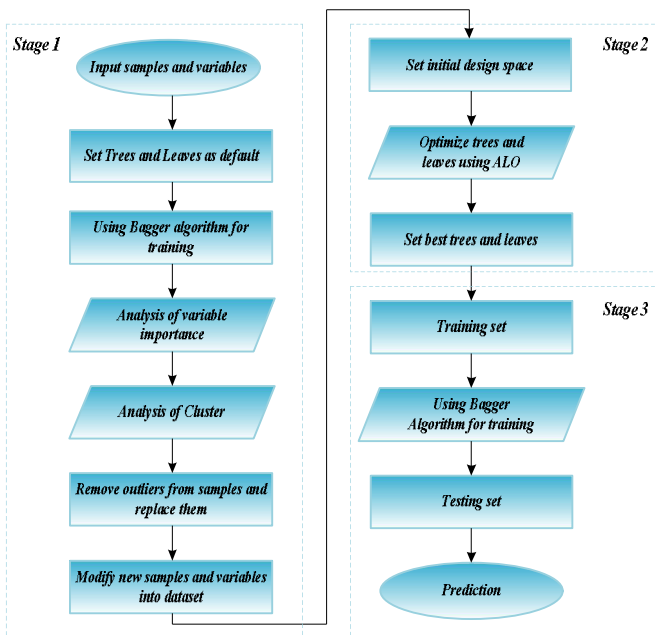 Stage 1
Input samples and variables
Set Trees and Leaves as default
Using Bagger algorithm for
training
Analysis of variable
importance
Analysis of Cluster
Remove outliers from samples and
replace them
Modify new samples and variables
into dataset
Stage 2
Set initial design space
Optimize trees and
leaves using ALO
Set best trees and leaves
Stage 3
Training set
Using Bagger
Algorithm for training
Testing set
Prediction